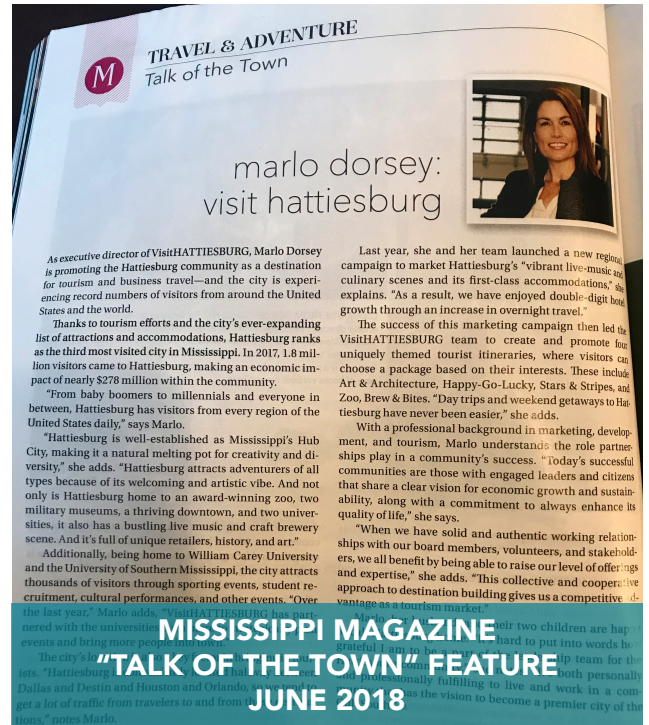 M
TRAVEL & ADVENTURE
Talk of the Town
marlo dorsey:
visit hattiesburg
As executive director of VisitHATTIESBURG, Marlo Dorsey
is promoting the Hattiesburg community as a destination
for tourism and business travel—and the city is experi-
encing record numbers of visitors from around the United
States and the world.
Thanks to tourism efforts and the city's ever-expanding
list of attractions and accommodations, Hattiesburg ranks
as the third most visited city in Mississippi. In 2017, 1.8 mil-
lion visitors came to Hattiesburg, making an economic im-
pact of nearly $278 million within the community.
"From baby boomers to millennials and everyone in
between, Hattiesburg has visitors from every region of the
United States daily," says Marlo.
"Hattiesburg is well-established as Mississippi's Hub
City, making it a natural melting pot for creativity and di-
versity," she adds. "Hattiesburg attracts adventurers of all
types because of its welcoming and artistic vibe. And not
only is Hattiesburg home to an award-winning zoo, two
military museums, a thriving downtown, and two univer-
sities, it also has a bustling live music and craft brewery
scene. And it's full of unique retailers, history, and art."
Additionally, being home to William Carey University
and the University of Southern Mississippi, the city attracts
thousands of visitors through sporting events, student re-
cruitment, cultural performances, and other events. "Over
the last year," Marlo adds, "VisitHATTIESBURG has part-
nered with the universities
events and bring more people into town."
The city's
ists. "Hattiesburg
Dallas and Destin and Houston and Orlando, so we tend to
get a lot of traffic from travelers to and from
tions," notes Marlo.
Last year, she and her team launched a new regional
campaign to market Hattiesburg's "vibrant live-music and
culinary scenes and its first-class accommodations," she
explains. "As a result, we have enjoyed double-digit hotel
growth through an increase in overnight travel."
The success of this marketing campaign then led the
VisitHATTIESBURG team to create and promote four
uniquely themed tourist itineraries, where visitors can
choose a package based on their interests. These include
Art & Architecture, Happy-Go-Lucky, Stars & Stripes, and
Zoo, Brew & Bites. "Day trips and weekend getaways to Hat-
tiesburg have never been easier," she adds.
With a professional background in marketing, develop-
ment, and tourism, Marlo understands the role partner-
ships play in a community's success. "Today's successful
communities are those with engaged leaders and citizens
that share a clear vision for economic growth and sustain-
ability, along with a commitment to always enhance its
quality of life," she says.
"When we have solid and authentic working relation-
ships with our board members, volunteers, and stakehold-
ers, we all benefit by being able to raise our level of offerings
and expertise," she adds. "This collective and cooperative
approach to destination building gives us a competitive ad-
vantage as a tourism market."
Marlo, her their two children are
hard to put into words
grateful I am to be a part of team for the
both personally
and professionally fulfilling to live and work in a com-
has the vision to become a premier city of the
MISSISSIPPI MAGAZINE
"TALK OF THE TOWN" FEATURE
JUNE 2018